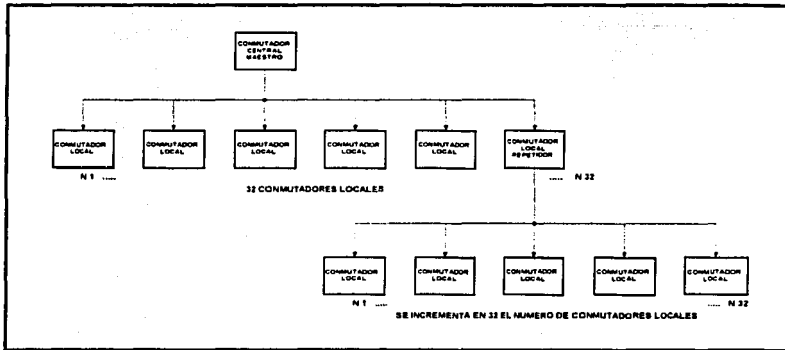 CONMUTADOR
CENTRAL
MAESTRO
CONMUTADOR
LOCAL
CONMUTADOR
LOCAL
CONMUTADOR
LOCAL
CONMUTADOR
LOCAL
CONMUTADOR
LOCAL
CONMUTADOR
LOCAL
REPETIDOR
N 1 .....
..... N 32
32 CONMUTADORES LOCALES
CONMUTADOR
LOCAL
CONMUTADOR
LOCAL
CONMUTADOR
LOCAL
CONMUTADOR
LOCAL
CONMUTADOR
LOCAL
N 1 .....
..... N 32
SE INCREMENTA EN 32 EL NUMERO DE CONMUTADORES LOCALES